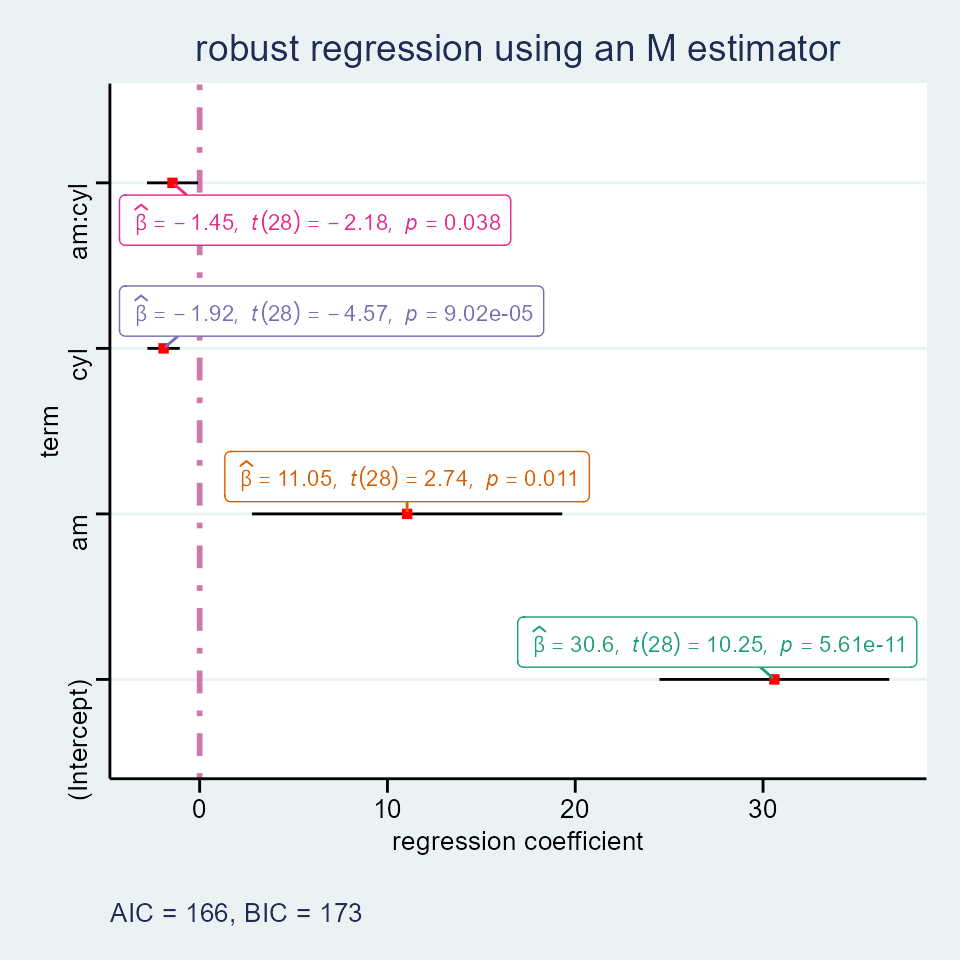 robust regression using an M estimator
am:cyl
β̂ = −1.45, t(28) = −2.18, p = 0.038
β̂ = −1.92, t(28) = −4.57, p = 9.02e-05
cyl
term
β̂ = 11.05, t(28) = 2.74, p = 0.011
am
β̂ = 30.6, t(28) = 10.25, p = 5.61e-11
(Intercept)
0 10 20 30
regression coefficient
AIC = 166, BIC = 173